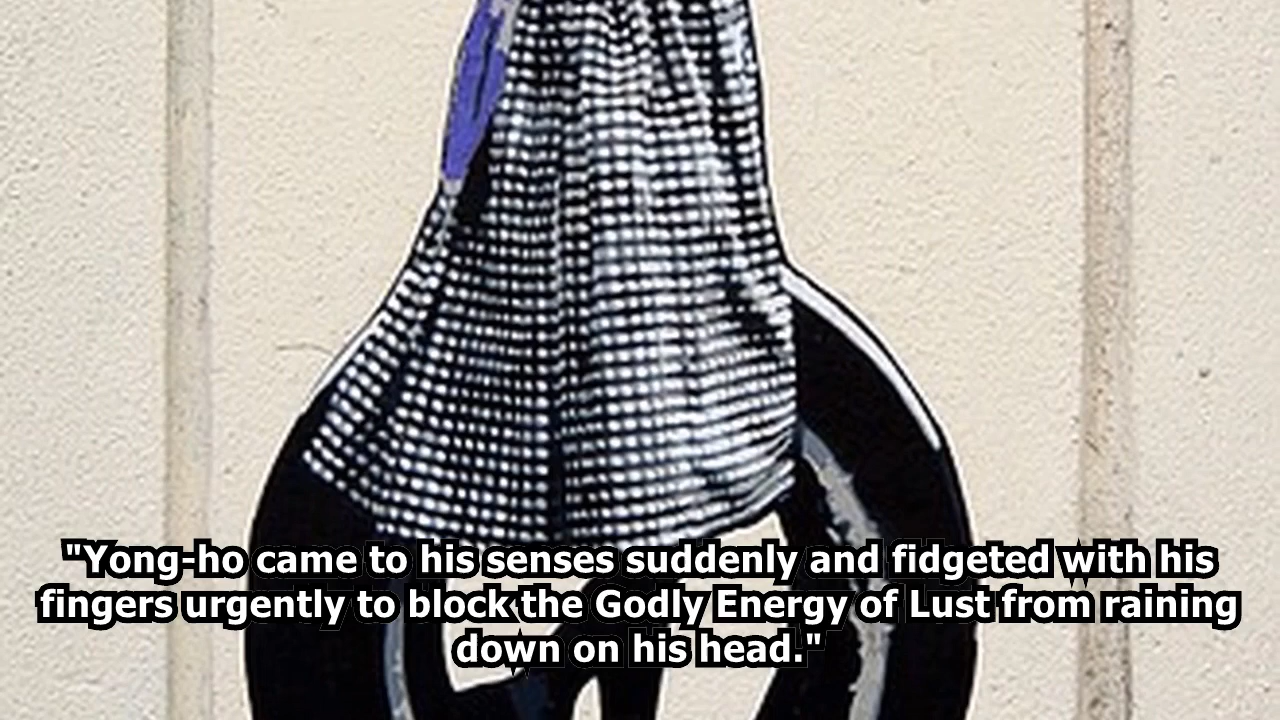 "Yong-ho came to his senses suddenly and fidgeted with his
fingers urgently to block the Godly Energy of Lust from raining
down on his head."